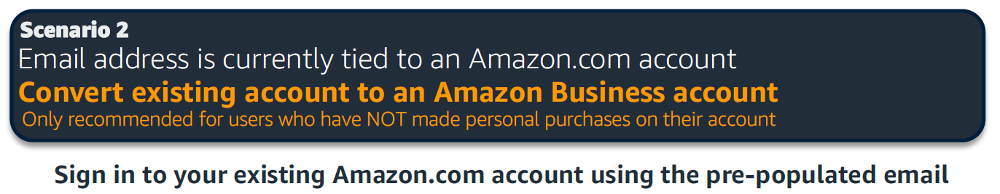 Scenario 2
Email address is currently tied to an Amazon.com account
Convert existing account to an Amazon Business account
Only recommended for users who have NOT made personal purchases on their account
Sign in to your existing Amazon.com account using the pre-populated email